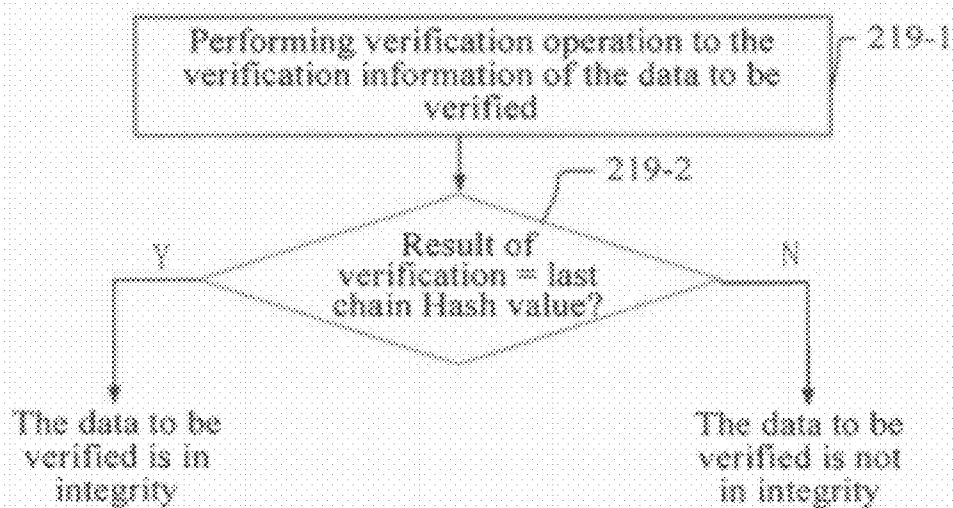 Performing verification operation to the
219-1
verification information of the data to be
verified
219-2
Result of
Y
N
verification = last
chain Hash value?
The data to be
verified is in
integrity
The data to be
verified is not
in integrity